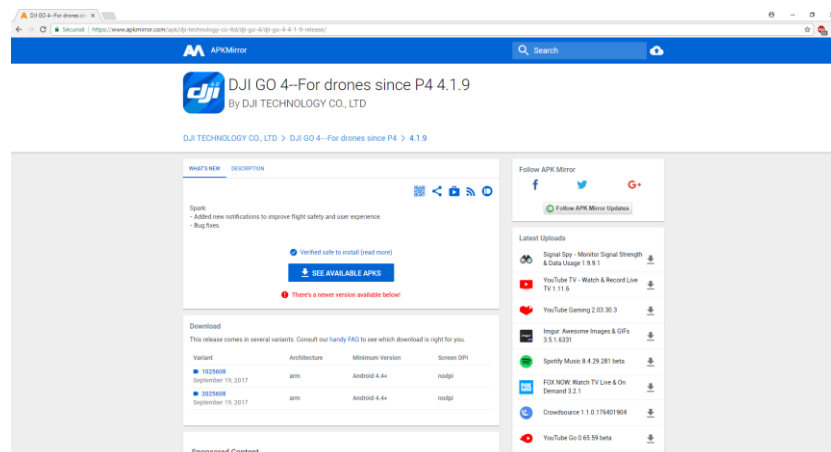 DJI GO 4--For drones sin
Sécurisé | https://www.apkmirror.com/apk/dji-technology-co-ltd/dji-go-4/dji-go-4-4-1-9-release/
APKMirror
Search
dji 4.0
DJI GO 4--For drones since P4 4.1.9
By DJI TECHNOLOGY CO., LTD
DJI TECHNOLOGY CO., LTD > DJI GO 4--For drones since P4 > 4.1.9
WHAT'S NEW DESCRIPTION
Spark:
- Added new notifications to improve flight safety and user experience.
- Bug fixes.
Verified safe to install (read more)
SEE AVAILABLE APKS
There's a newer version available below!
Download
This release comes in several variants. Consult our handy FAQ to see which download is right for you.
Variant Architecture Minimum Version Screen DPI
1025608 arm Android 4.4+ nodpi
September 19, 2017
2025608 arm Android 4.4+ nodpi
September 19, 2017
Sponsored Content
Follow APK Mirror
f G+
Follow APK Mirror Updates
Latest Uploads
Signal Spy - Monitor Signal Strength
& Data Usage 1.9.9.1
YouTube TV - Watch & Record Live
TV 1.11.6
YouTube Gaming 2.03.30.3
Imgur: Awesome Images & GIFs
3.5.1.6331
Spotify Music 8.4.29.281 beta
FOX NOW: Watch TV Live & On
Demand 3.2.1
Crowdsource 1.1.0.176401904
YouTube Go 0.65.59 beta